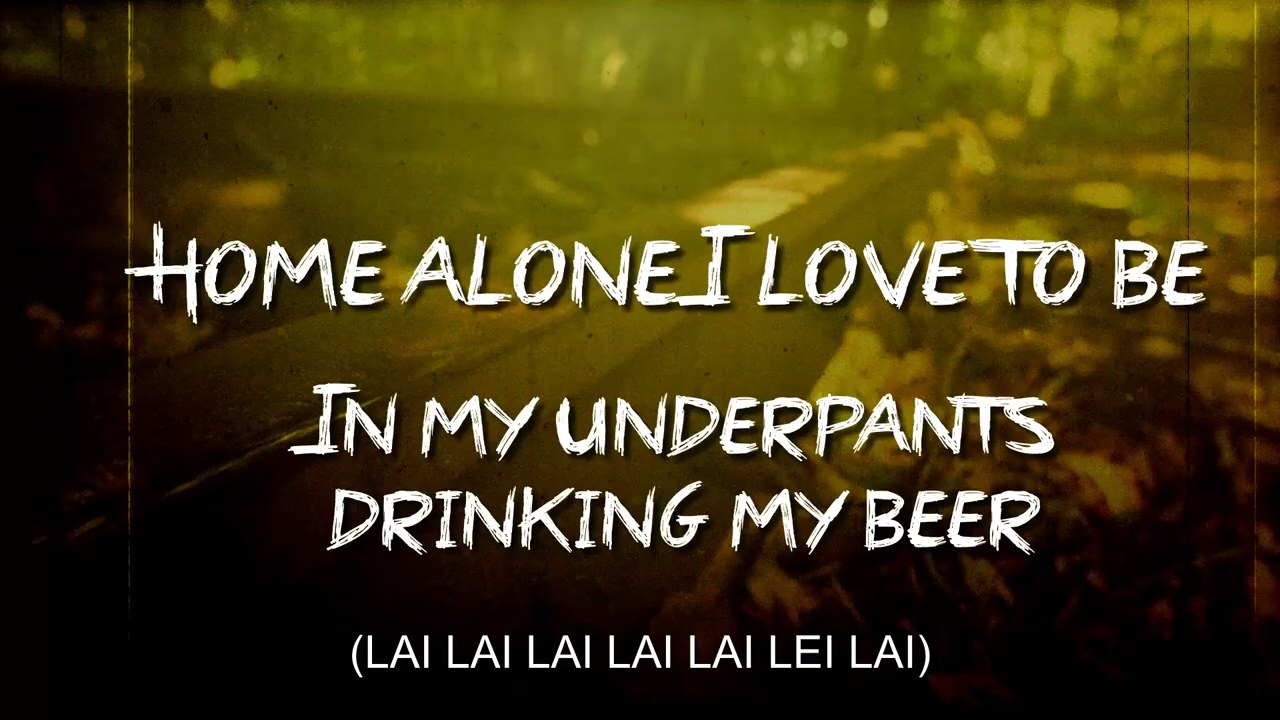 HOME ALONE I LOVE TO BE
IN MY UNDERPANTS
DRINKING MY BEER
(LAI LAI LAI LAI LAI LEI LAI)